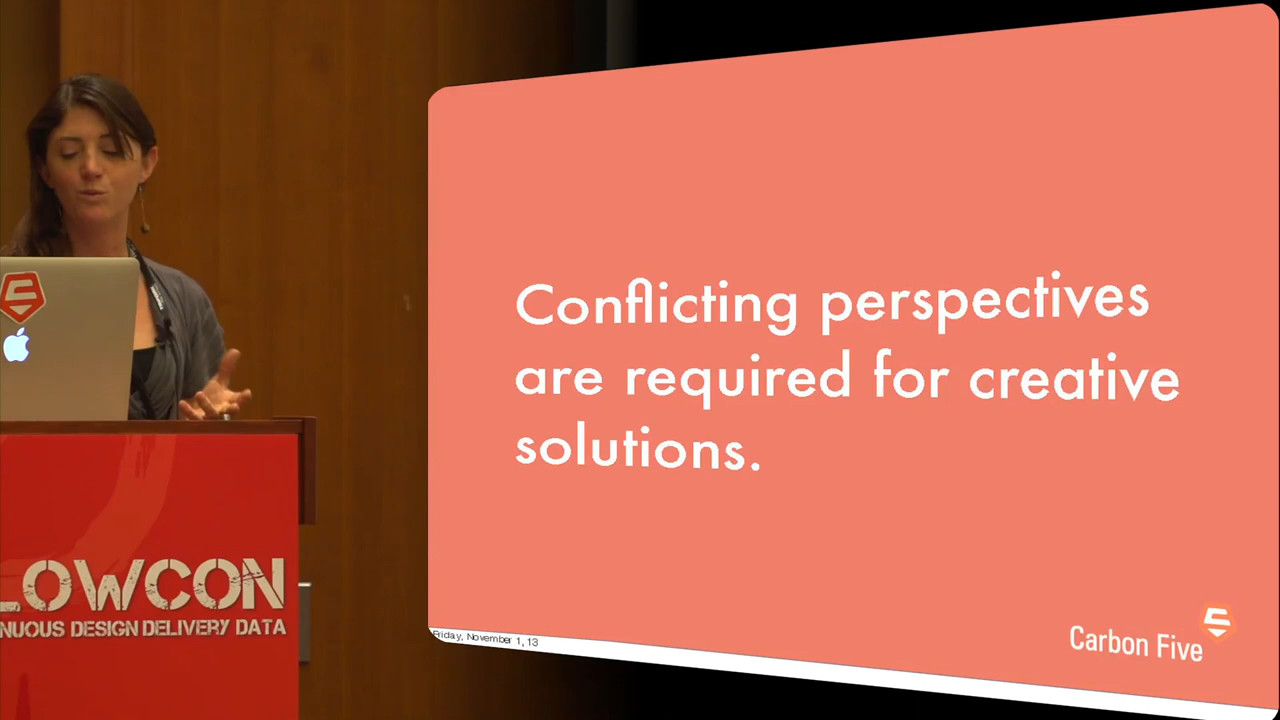 Conflicting perspectives
are required for creative
solutions.
LOWCON
NUOUS DESIGN DELIVERY DATA
Friday, November 1, 13
Carbon Five